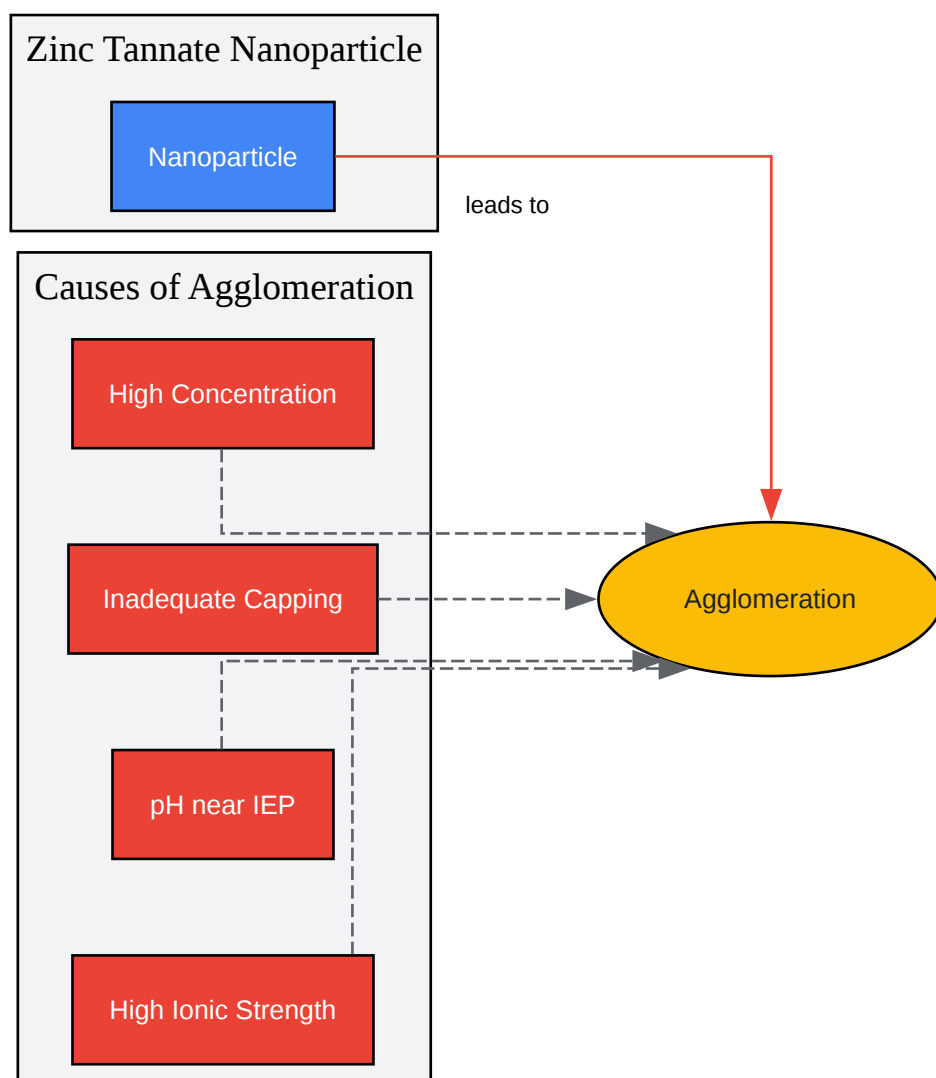 Zinc Tannate Nanoparticle
Nanoparticle
leads to
Causes of Agglomeration
High Concentration
Inadequate Capping
Agglomeration
pH near IEP
High Ionic Strength